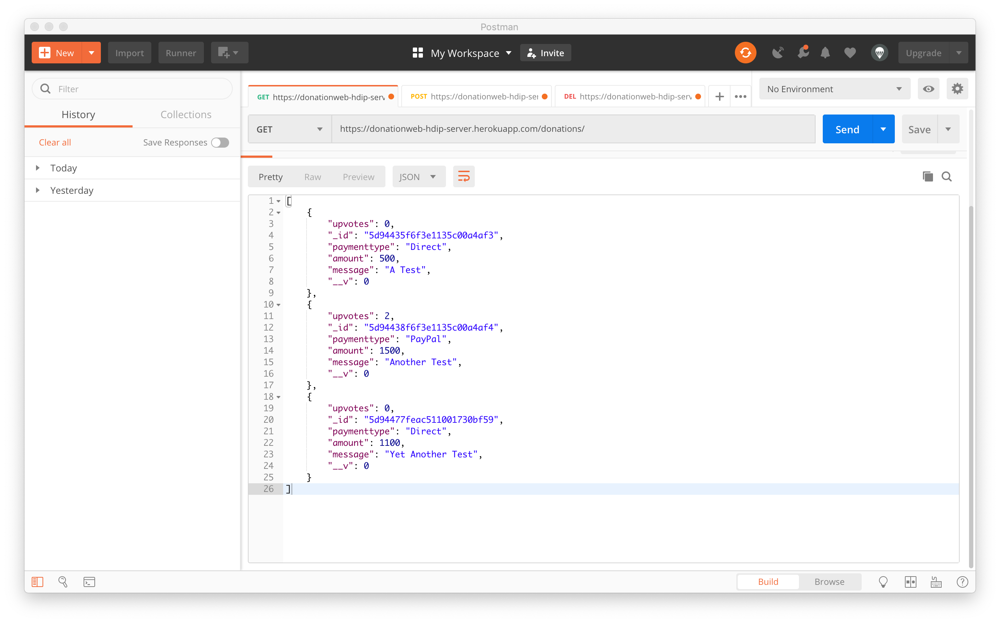 Postman
New
Import
Runner
My Workspace
Invite
Upgrade
Filter
History
Collections
Clear all
Save Responses
Today
Yesterday
GET https://donationweb-hdip-serv
POST https://donationweb-hdip-ser
DEL https://donationweb-hdip-serv
No Environment
GET
https://donationweb-hdip-server.herokuapp.com/donations/
Send
Save
Pretty
Raw
Preview
JSON
1 [
2 {
3 "upvotes": 0,
4 "_id": "5d94435f6f3e1135c00a4af3",
5 "paymenttype": "Direct",
6 "amount": 500,
7 "message": "A Test",
8 "__v": 0
9 },
10 {
11 "upvotes": 2,
12 "_id": "5d94438f6f3e1135c00a4af4",
13 "paymenttype": "PayPal",
14 "amount": 1500,
15 "message": "Another Test",
16 "__v": 0
17 },
18 {
19 "upvotes": 0,
20 "_id": "5d94477feac511001730bf59",
21 "paymenttype": "Direct",
22 "amount": 1100,
23 "message": "Yet Another Test",
24 "__v": 0
25 }
26 ]
Build
Browse